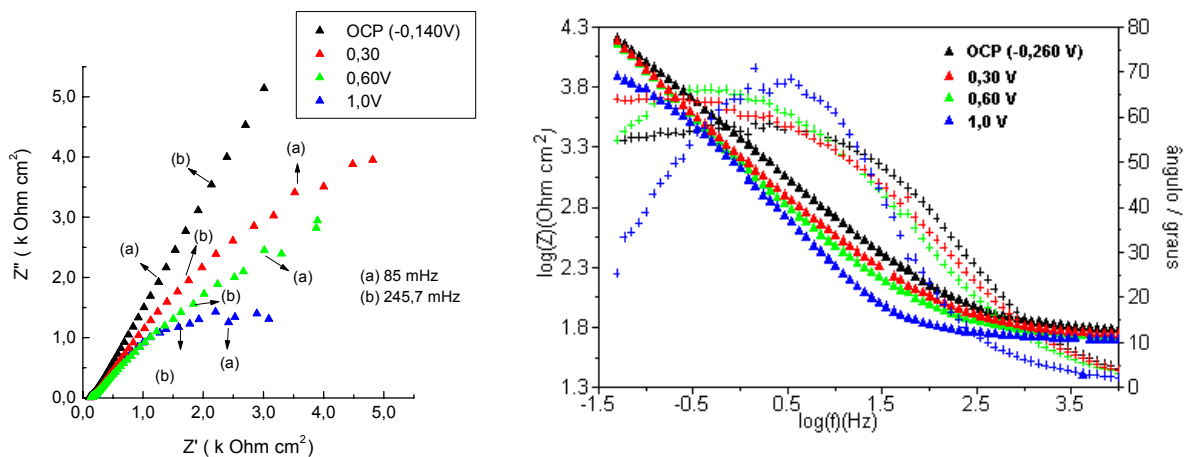 OCP (-0,140V)
0,30
0,60V
1,0V
5,0
4,0
3,0
2,0
1,0
0,0
Z'' ( k Ohm cm2)
(b)
(a)
(a)
(b)
(a)
(b)
(a)
(b)
(a) 85 mHz
(b) 245,7 mHz
0,0 1,0 2,0 3,0 4,0 5,0 6,0
Z' ( k Ohm cm2)
4.3
3.8
3.3
2.8
2.3
1.8
1.3
log(Z)(Ohm cm2)
OCP (-0,260 V)
0,30 V
0,60 V
1,0 V
80
70
60
50
40
30
20
10
0
ângulo / graus
-1.5 -0.5 0.5 1.5 2.5 3.5
log(f)(Hz)